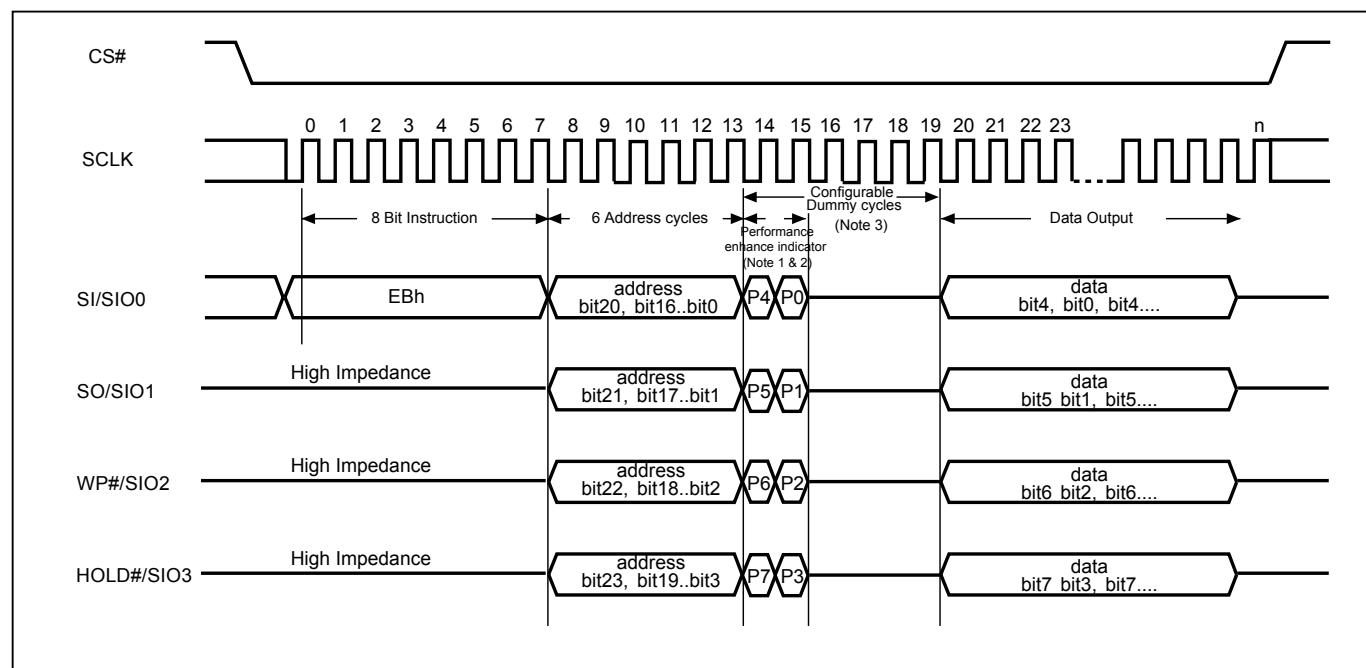 CS#
0 1 2 3 4 5 6 7 8 9 10 11 12 13 14 15 16 17 18 19 20 21 22 23 n
SCLK
8 Bit Instruction
6 Address cycles
Configurable
Dummy cycles
(Note 3)
Data Output
Performance
enhance indicator
(Note 1 & 2)
SI/SIO0
EBh
address
bit20, bit16..bit0
P4 P0
data
bit4, bit0, bit4....
SO/SIO1
High Impedance
address
bit21, bit17..bit1
P5 P1
data
bit5 bit1, bit5....
WP#/SIO2
High Impedance
address
bit22, bit18..bit2
P6 P2
data
bit6 bit2, bit6....
HOLD#/SIO3
High Impedance
address
bit23, bit19..bit3
P7 P3
data
bit7 bit3, bit7....